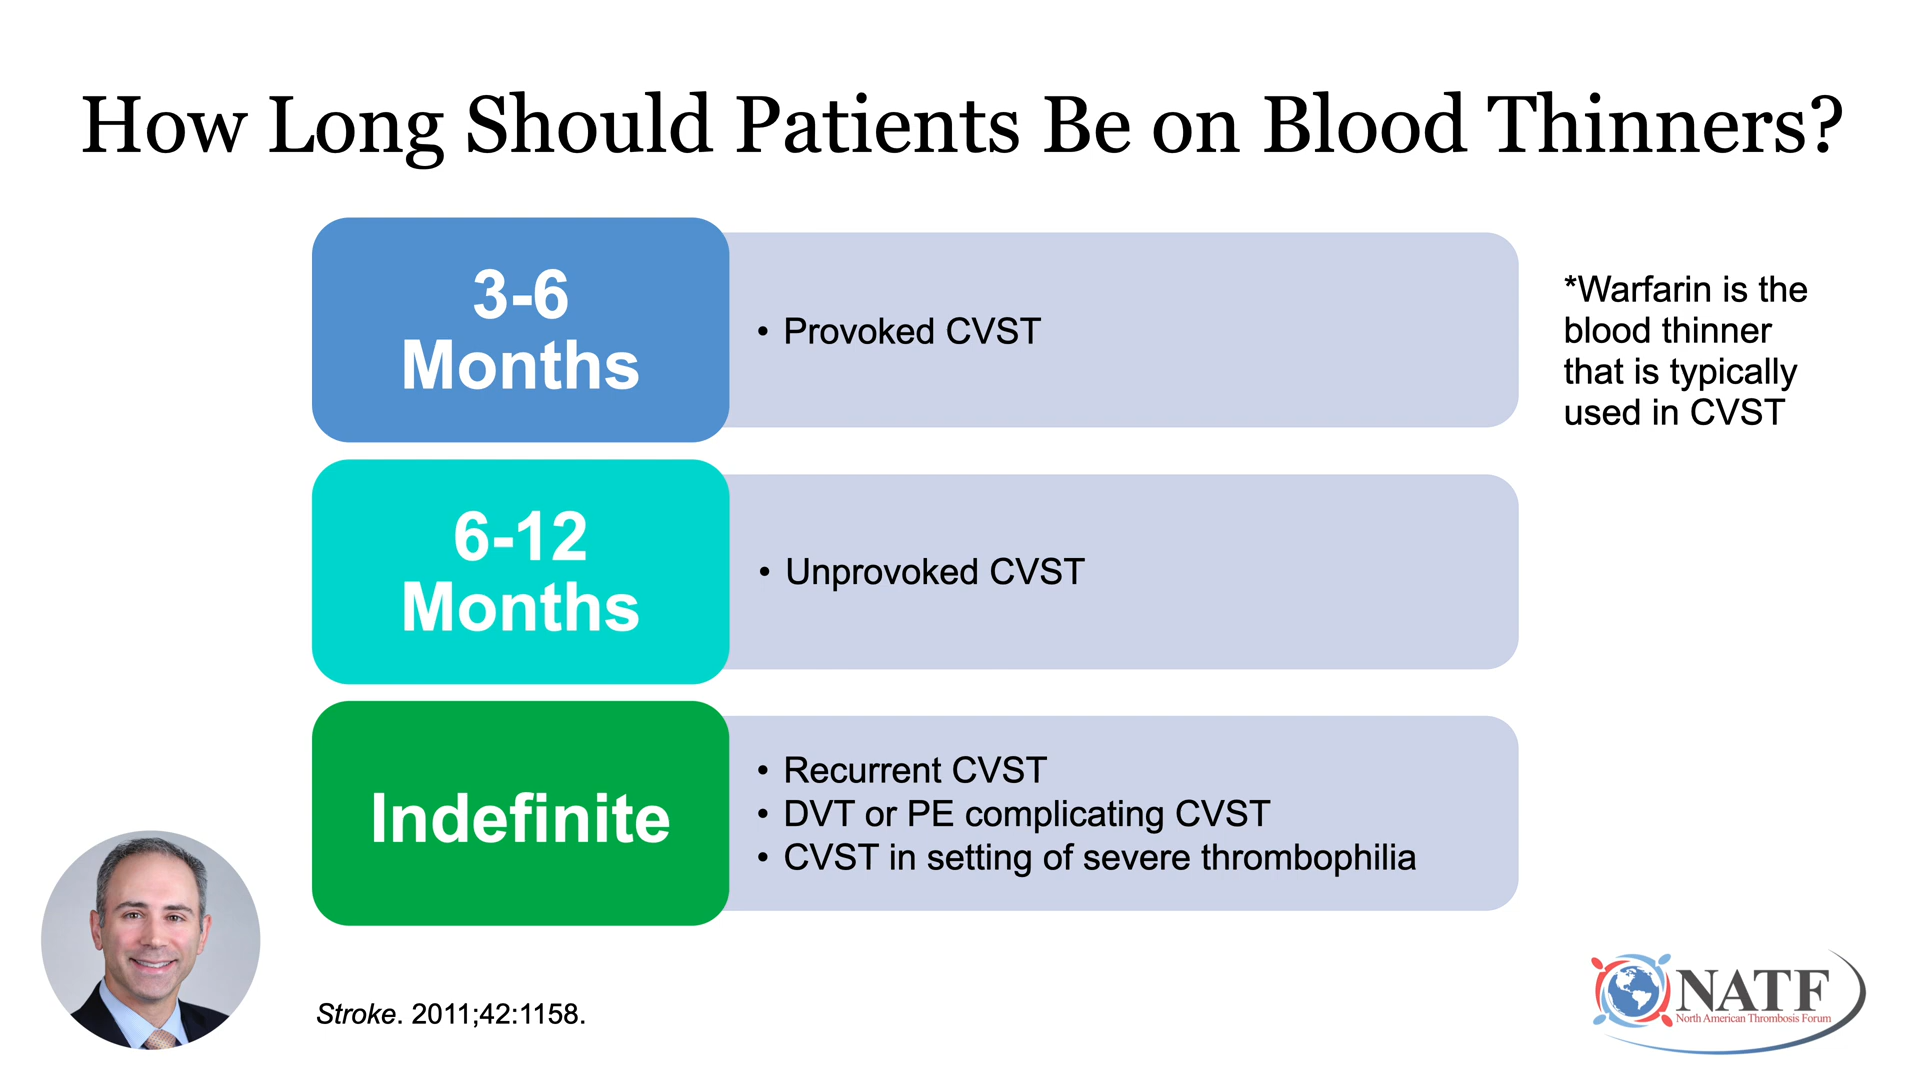 How Long Should Patients Be on Blood Thinners?
3-6
Months
• Provoked CVST
*Warfarin is the
blood thinner
that is typically
used in CVST
6-12
Months
• Unprovoked CVST
Indefinite
• Recurrent CVST
• DVT or PE complicating CVST
• CVST in setting of severe thrombophilia
Stroke. 2011;42:1158.
NATF
North American Thrombosis Forum